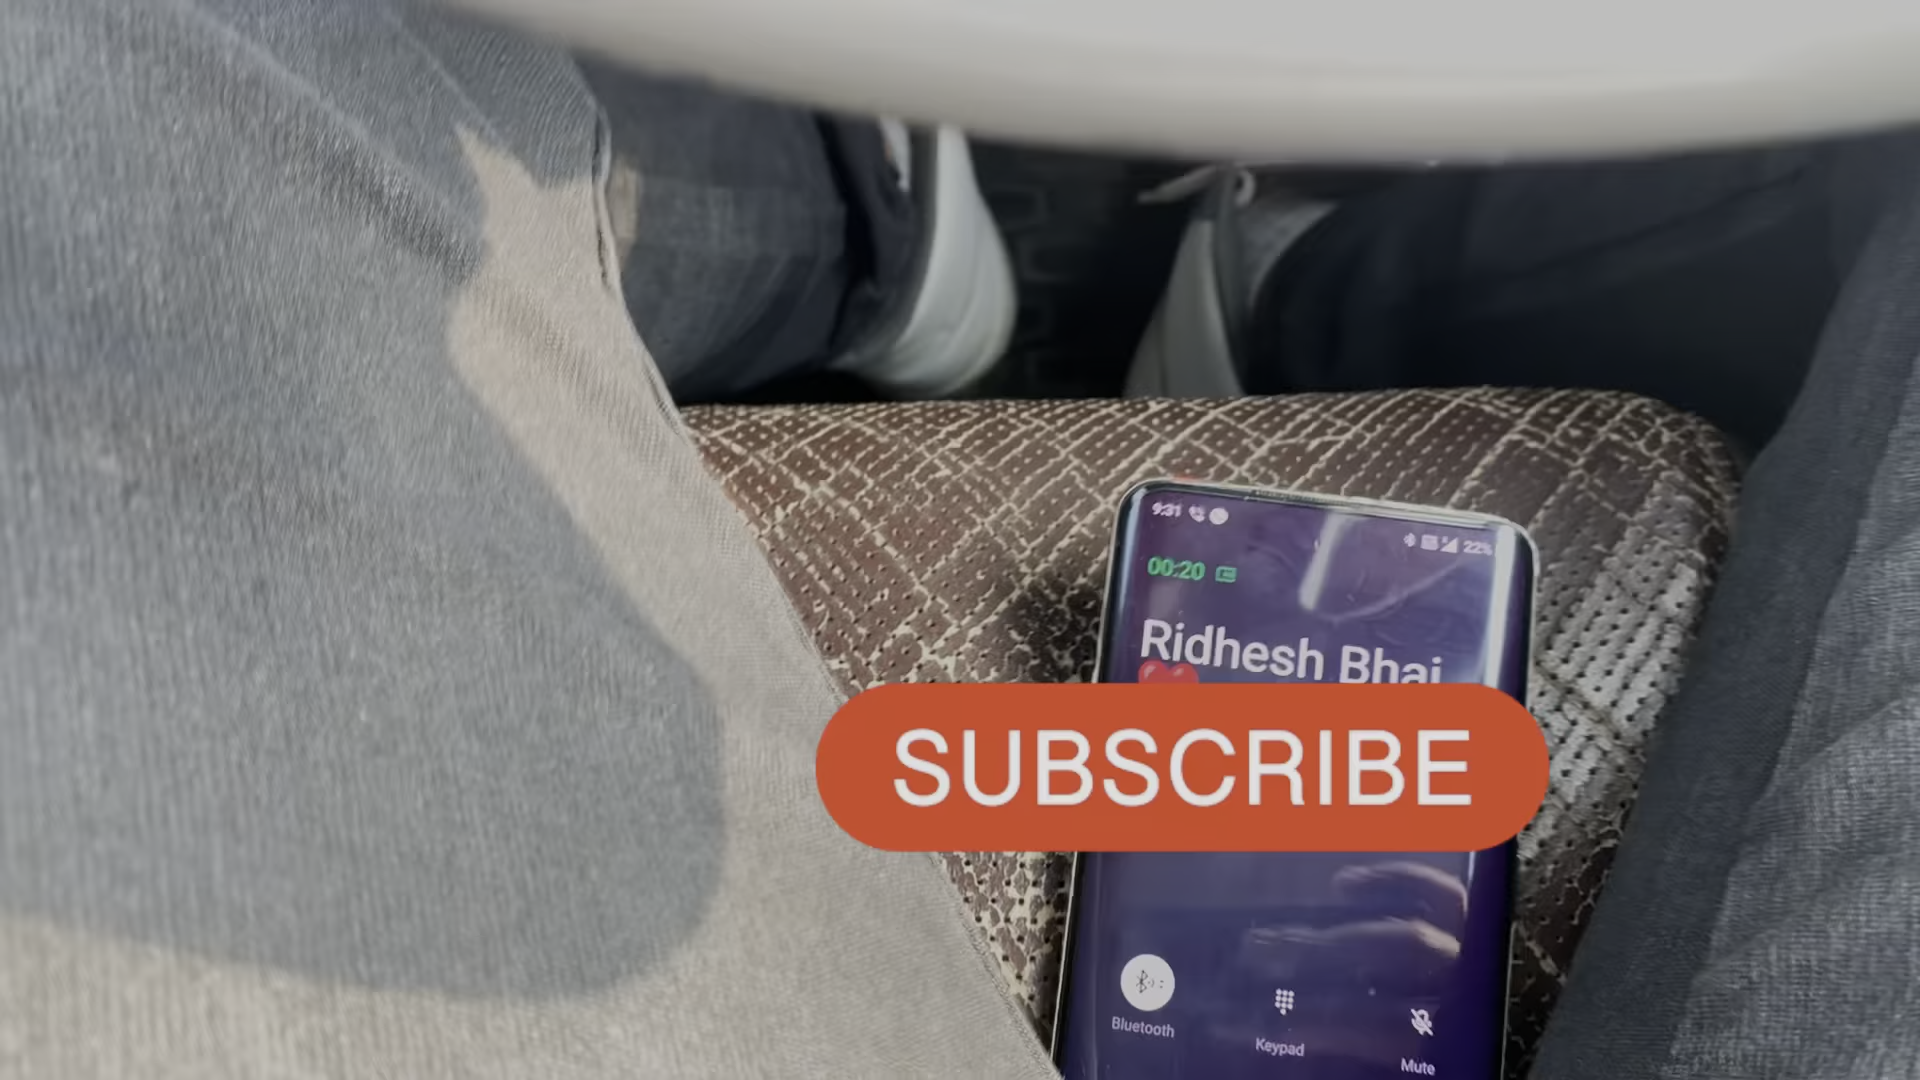 9:31
22%
00:20
Ridhesh Bhai
SUBSCRIBE
Bluetooth
Keypad
Mute